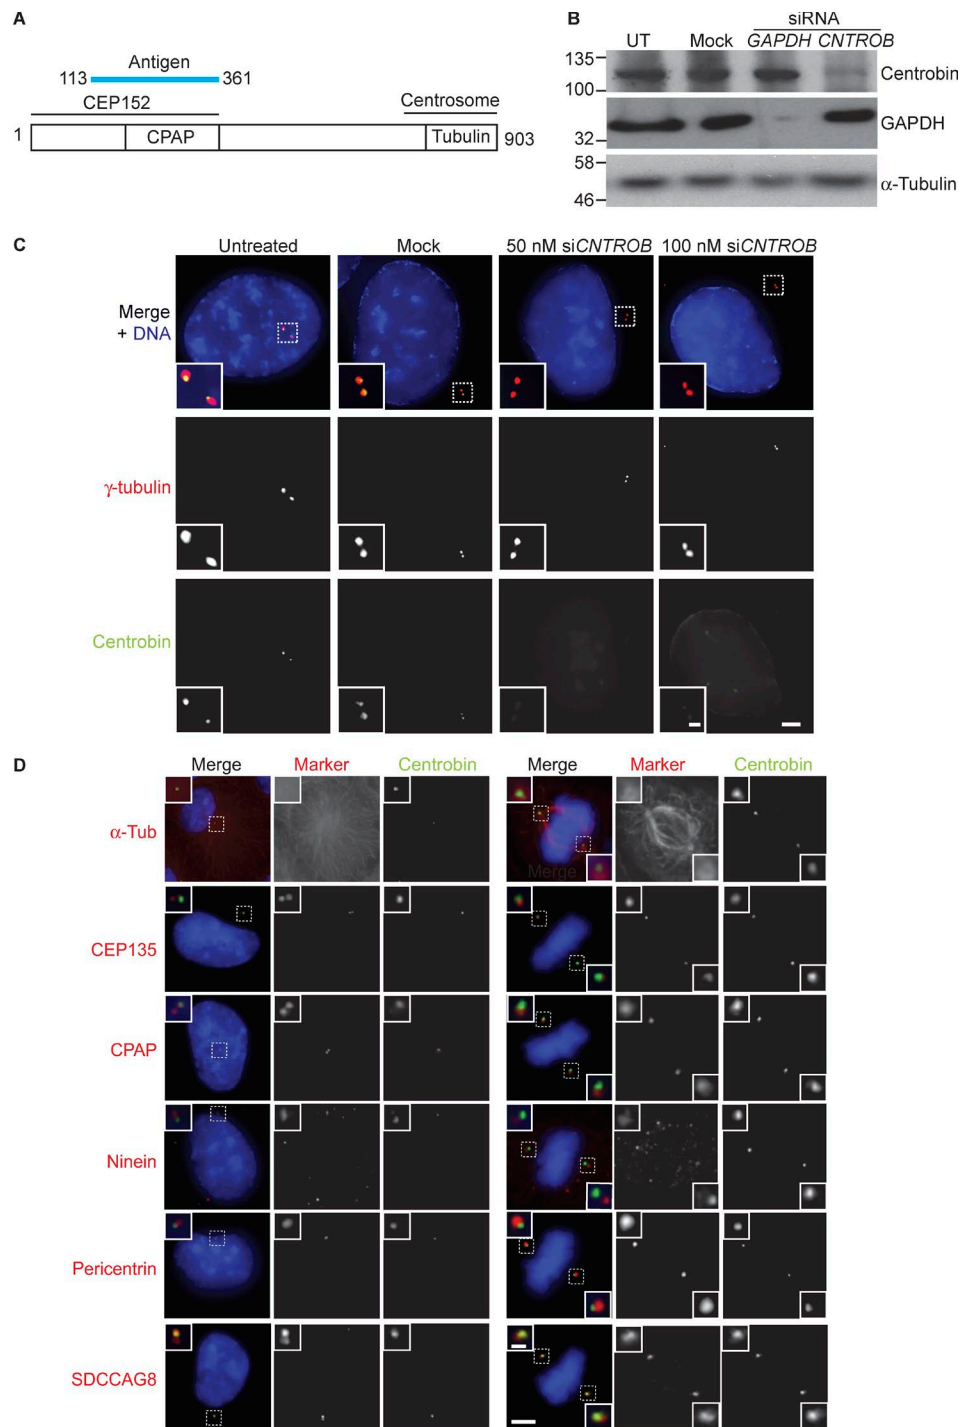 A
Antigen
113 361
CEP152
Centrosome
1 CPAP Tubulin 903
B
siRNA
UT Mock GAPDH CNTROB
135
100
Centrobin
32
GAPDH
58
46
α-Tubulin
C
Untreated Mock 50 nM siCNTROB 100 nM siCNTROB
Merge
+ DNA
γ-tubulin
Centrobin
D
Merge Marker Centrobin Merge Marker Centrobin
α-Tub
Merge
CEP135
CPAP
Ninein
Pericentrin
SDCCAG8